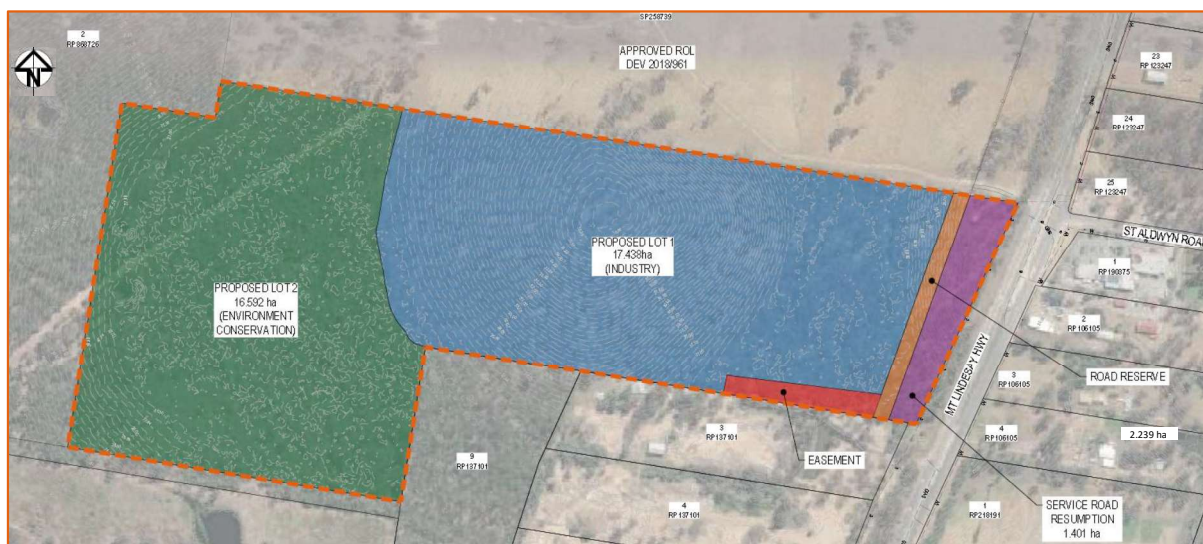 SP258739
2
RP868726
N
APPROVED ROL
DEV 2018/961
23
RP123247
24
RP123247
25
RP123247
ST ALDWYN ROAD
1
RP190375
2
RP106105
PROPOSED LOT 1
17.438ha
(INDUSTRY)
PROPOSED LOT 2
16.592 ha
(ENVIRONMENT
CONSERVATION)
MT LINDESAY HWY
ROAD RESERVE
3
RP106105
4
RP106105
2.239 ha
3
RP137101
EASEMENT
9
RP137101
4
RP137101
1
RP218191
SERVICE ROAD
RESUMPTION
1.401 ha